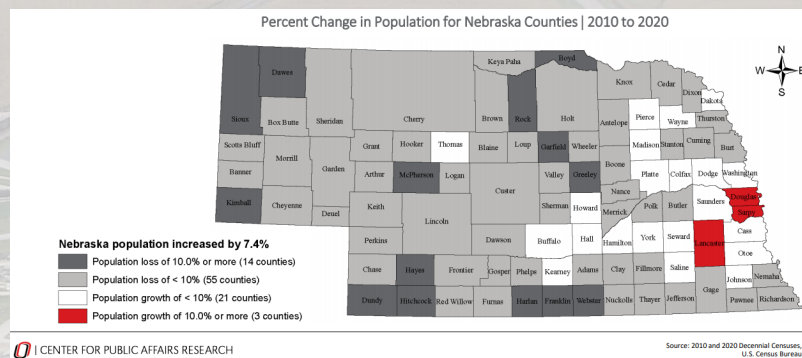 Percent Change in Population for Nebraska Counties | 2010 to 2020
N
W E
S
Keya Paha Boyd
Dawes Knox Cedar Dixon
Dakota
Sioux Box Butte Sheridan Cherry Brown Rock Holt Antelope Pierce Wayne Thurston
Scotts Bluff Grant Hooker Thomas Blaine Loup Garfield Wheeler Madison Stanton Cuming Burt
Morrill Garden Boone
Banner Arthur McPherson Logan Valley Greeley Platte Colfax Dodge Washington
Custer Nance
Kimball Cheyenne Deuel Keith Sherman Howard Merrick Polk Butler Saunders Douglas
Sarpy
Lincoln
Perkins Dawson Buffalo Hall Hamilton York Seward Lancaster Cass
Otoe
Chase Hayes Frontier Gosper Phelps Kearney Adams Clay Fillmore Saline
Johnson Nemaha
Gage
Dundy Hitchcock Red Willow Furnas Harlan Franklin Webster Nuckolls Thayer Jefferson Pawnee Richardson
Nebraska population increased by 7.4%
Population loss of 10.0% or more (14 counties)
Population loss of < 10% (55 counties)
Population growth of < 10% (21 counties)
Population growth of 10.0% or more (3 counties)
| CENTER FOR PUBLIC AFFAIRS RESEARCH
Source: 2010 and 2020 Decennial Censuses,
U.S. Census Bureau